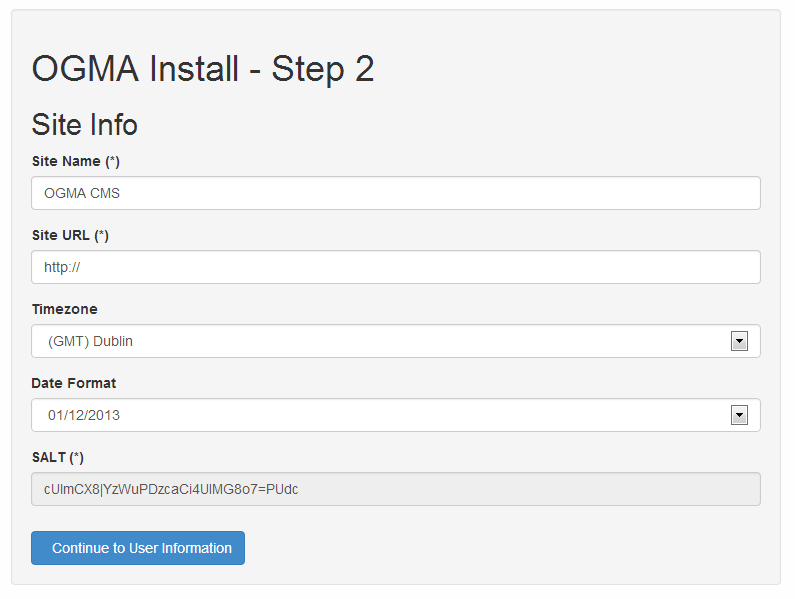 OGMA Install - Step 2
Site Info
Site Name (*)
OGMA CMS
Site URL (*)
http://
Timezone
(GMT) Dublin
Date Format
01/12/2013
SALT (*)
cUlmCX8|YzWuPDzcaCi4UlMG8o7=PUdc
Continue to User Information